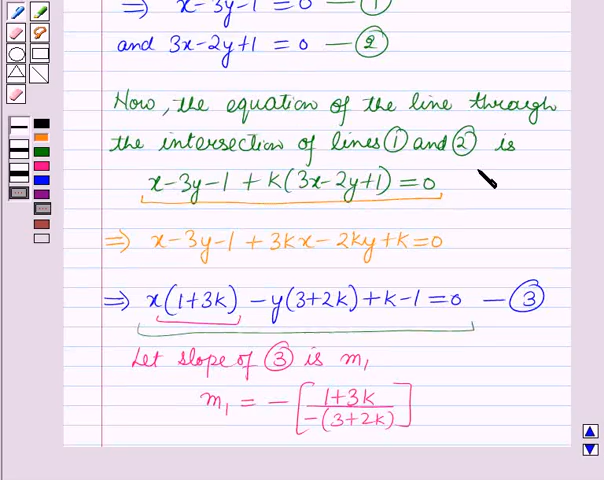 ⇒ x-3y-1 = 0 — ①
and 3x-2y+1 = 0 — ②
Now, the equation of the line through
the intersection of lines ① and ② is
x-3y-1 + k(3x-2y+1) = 0
⇒ x-3y-1 + 3kx-2ky+k=0
⇒ x(1+3k) -y(3+2k)+k-1=0 — ③
Let slope of ③ is m₁
m₁ = -[(1+3k)/(-(3+2k))]